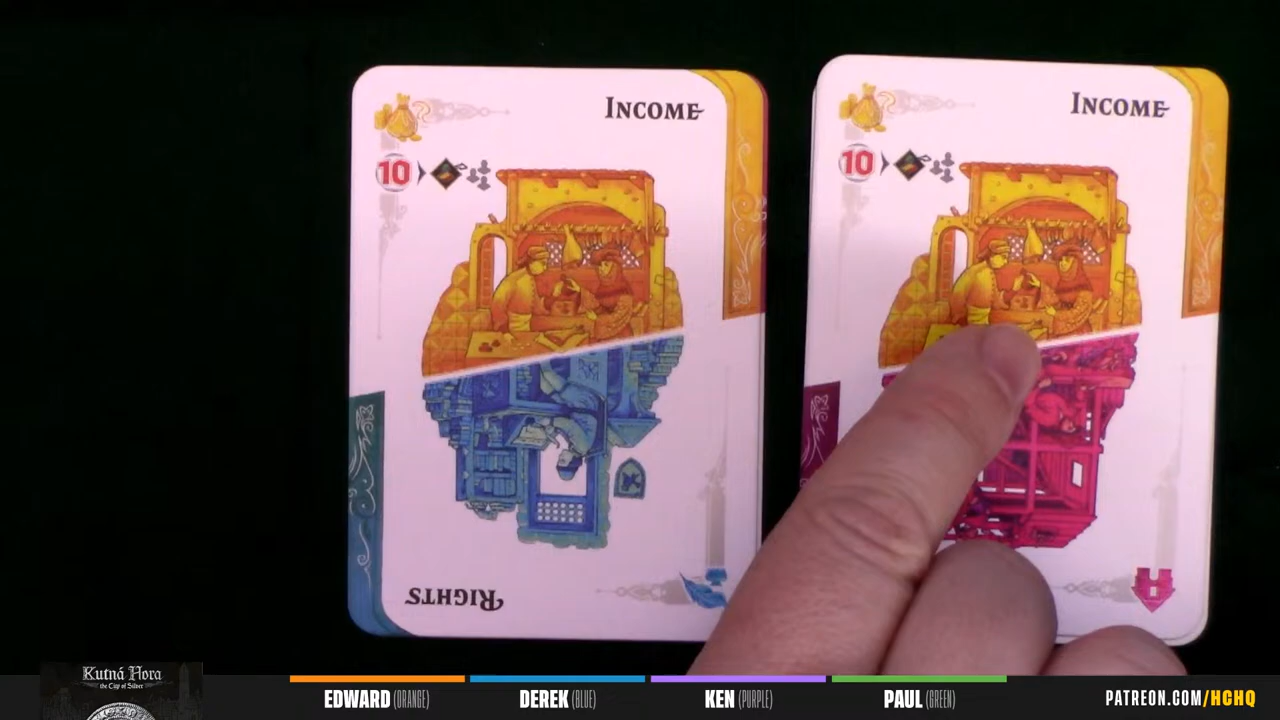 INCOME
10
RIGHTS
INCOME
10
Kutná Hora
the City of Silver
EDWARD (ORANGE)
DEREK (BLUE)
KEN (PURPLE)
PAUL (GREEN)
PATREON.COM/HCHQ